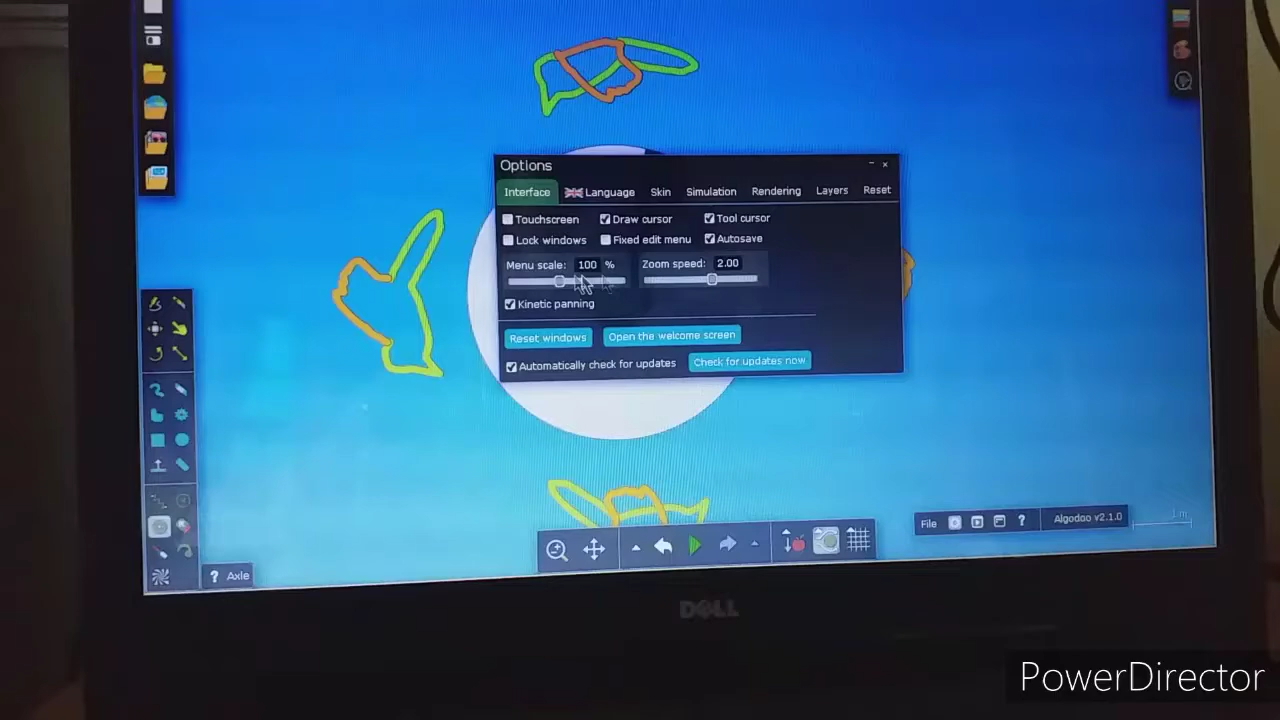 Options
Interface Language Skin Simulation Rendering Layers Reset
Touchscreen Draw cursor Tool cursor
Lock windows Fixed edit menu Autosave
Menu scale: 100 % Zoom speed: 2.00
Kinetic panning
Reset windows Open the welcome screen
Automatically check for updates Check for updates now
File ? Algodoo v2.1.0 1 m
? Axle
DELL
PowerDirector